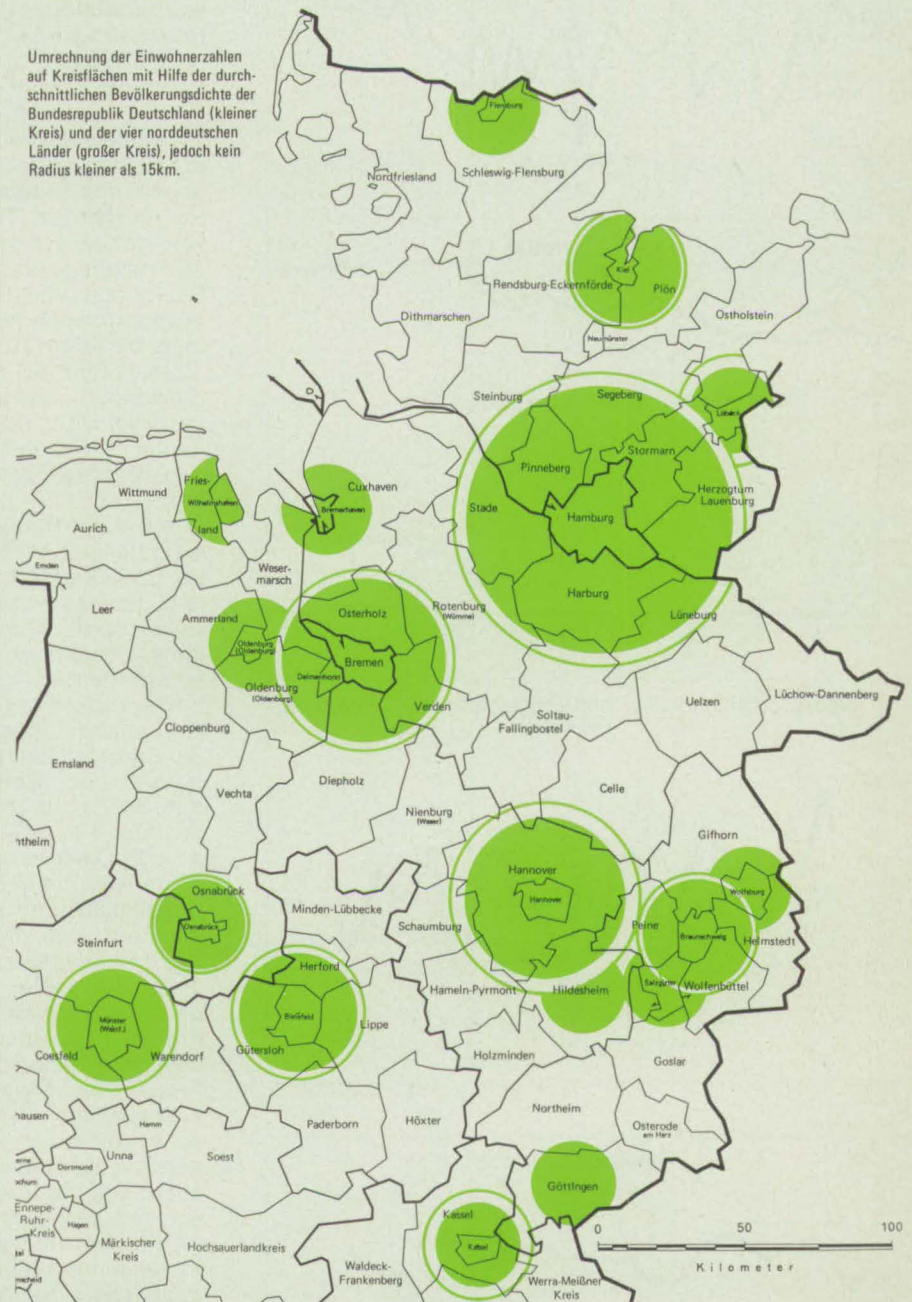 Umrechnung der Einwohnerzahlen
auf Kreisflächen mit Hilfe der durch-
schnittlichen Bevölkerungsdichte der
Bundesrepublik Deutschland (kleiner
Kreis) und der vier norddeutschen
Länder (großer Kreis), jedoch kein
Radius kleiner als 15km.
Flensburg
Nordfriesland
Schleswig-Flensburg
Kiel
Rendsburg-Eckernförde
Plön
Dithmarschen
Ostholstein
Neumünster
Steinburg
Segeberg
Lübeck
Stormarn
Pinneberg
Cuxhaven
Fries-
Wittmund
Wilhelmshaven
Herzogtum
Lauenburg
Stade
Bremerhaven
Hamburg
Aurich
land
Emden
Weser-
marsch
Harburg
Leer
Ammerland
Osterholz
Rotenburg
(Wümme)
Lüneburg
Oldenburg
(Oldenburg)
Bremen
Delmenhorst
Oldenburg
(Oldenburg)
Verden
Uelzen
Lüchow-Dannenberg
Soltau-
Fallingbostel
Cloppenburg
Emsland
Vechta
Diepholz
Celle
Nienburg
(Weser)
Gifhorn
ntheim
Hannover
Osnabrück
Wolfsburg
Hannover
Minden-Lübbecke
Osnabrück
Schaumburg
Peine
Braunschweig
Helmstedt
Steinfurt
Herford
Hameln-Pyrmont
Hildesheim
Salzgitter
Wolfenbüttel
Münster
(Westf.)
Bielefeld
Lippe
Coesfeld
Warendorf
Gütersloh
Holzminden
Goslar
hausen
Hamm
Paderborn
Höxter
Northeim
Osterode
am Harz
Unna
Soest
Dortmund
ochum
Göttingen
Ennepe-
Ruhr-
Kreis
Hagen
Kassel
Märkischer
Kreis
Hochsauerlandkreis
Kassel
Waldeck-
Frankenberg
Werra-Meißner
Kreis
0 50 100
Kilometer